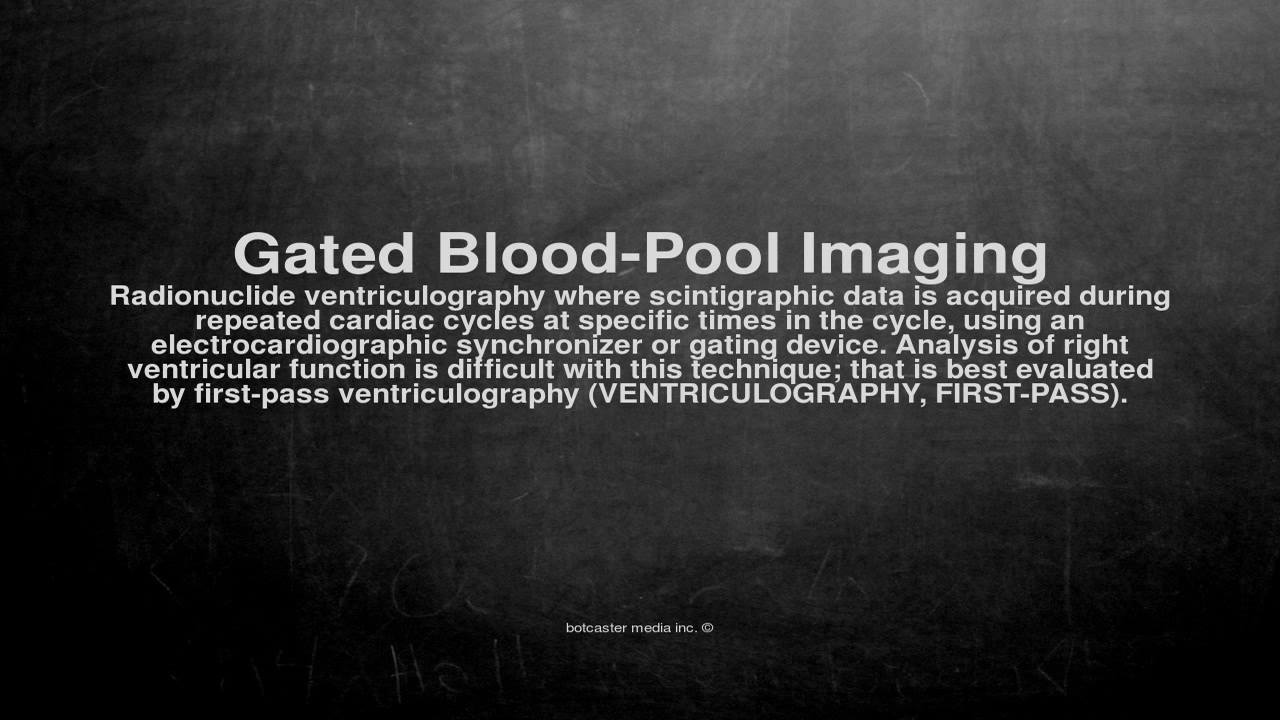 Gated Blood-Pool Imaging
Radionuclide ventriculography where scintigraphic data is acquired during
repeated cardiac cycles at specific times in the cycle, using an
electrocardiographic synchronizer or gating device. Analysis of right
ventricular function is difficult with this technique; that is best evaluated
by first-pass ventriculography (VENTRICULOGRAPHY, FIRST-PASS).
botcaster media inc. ©